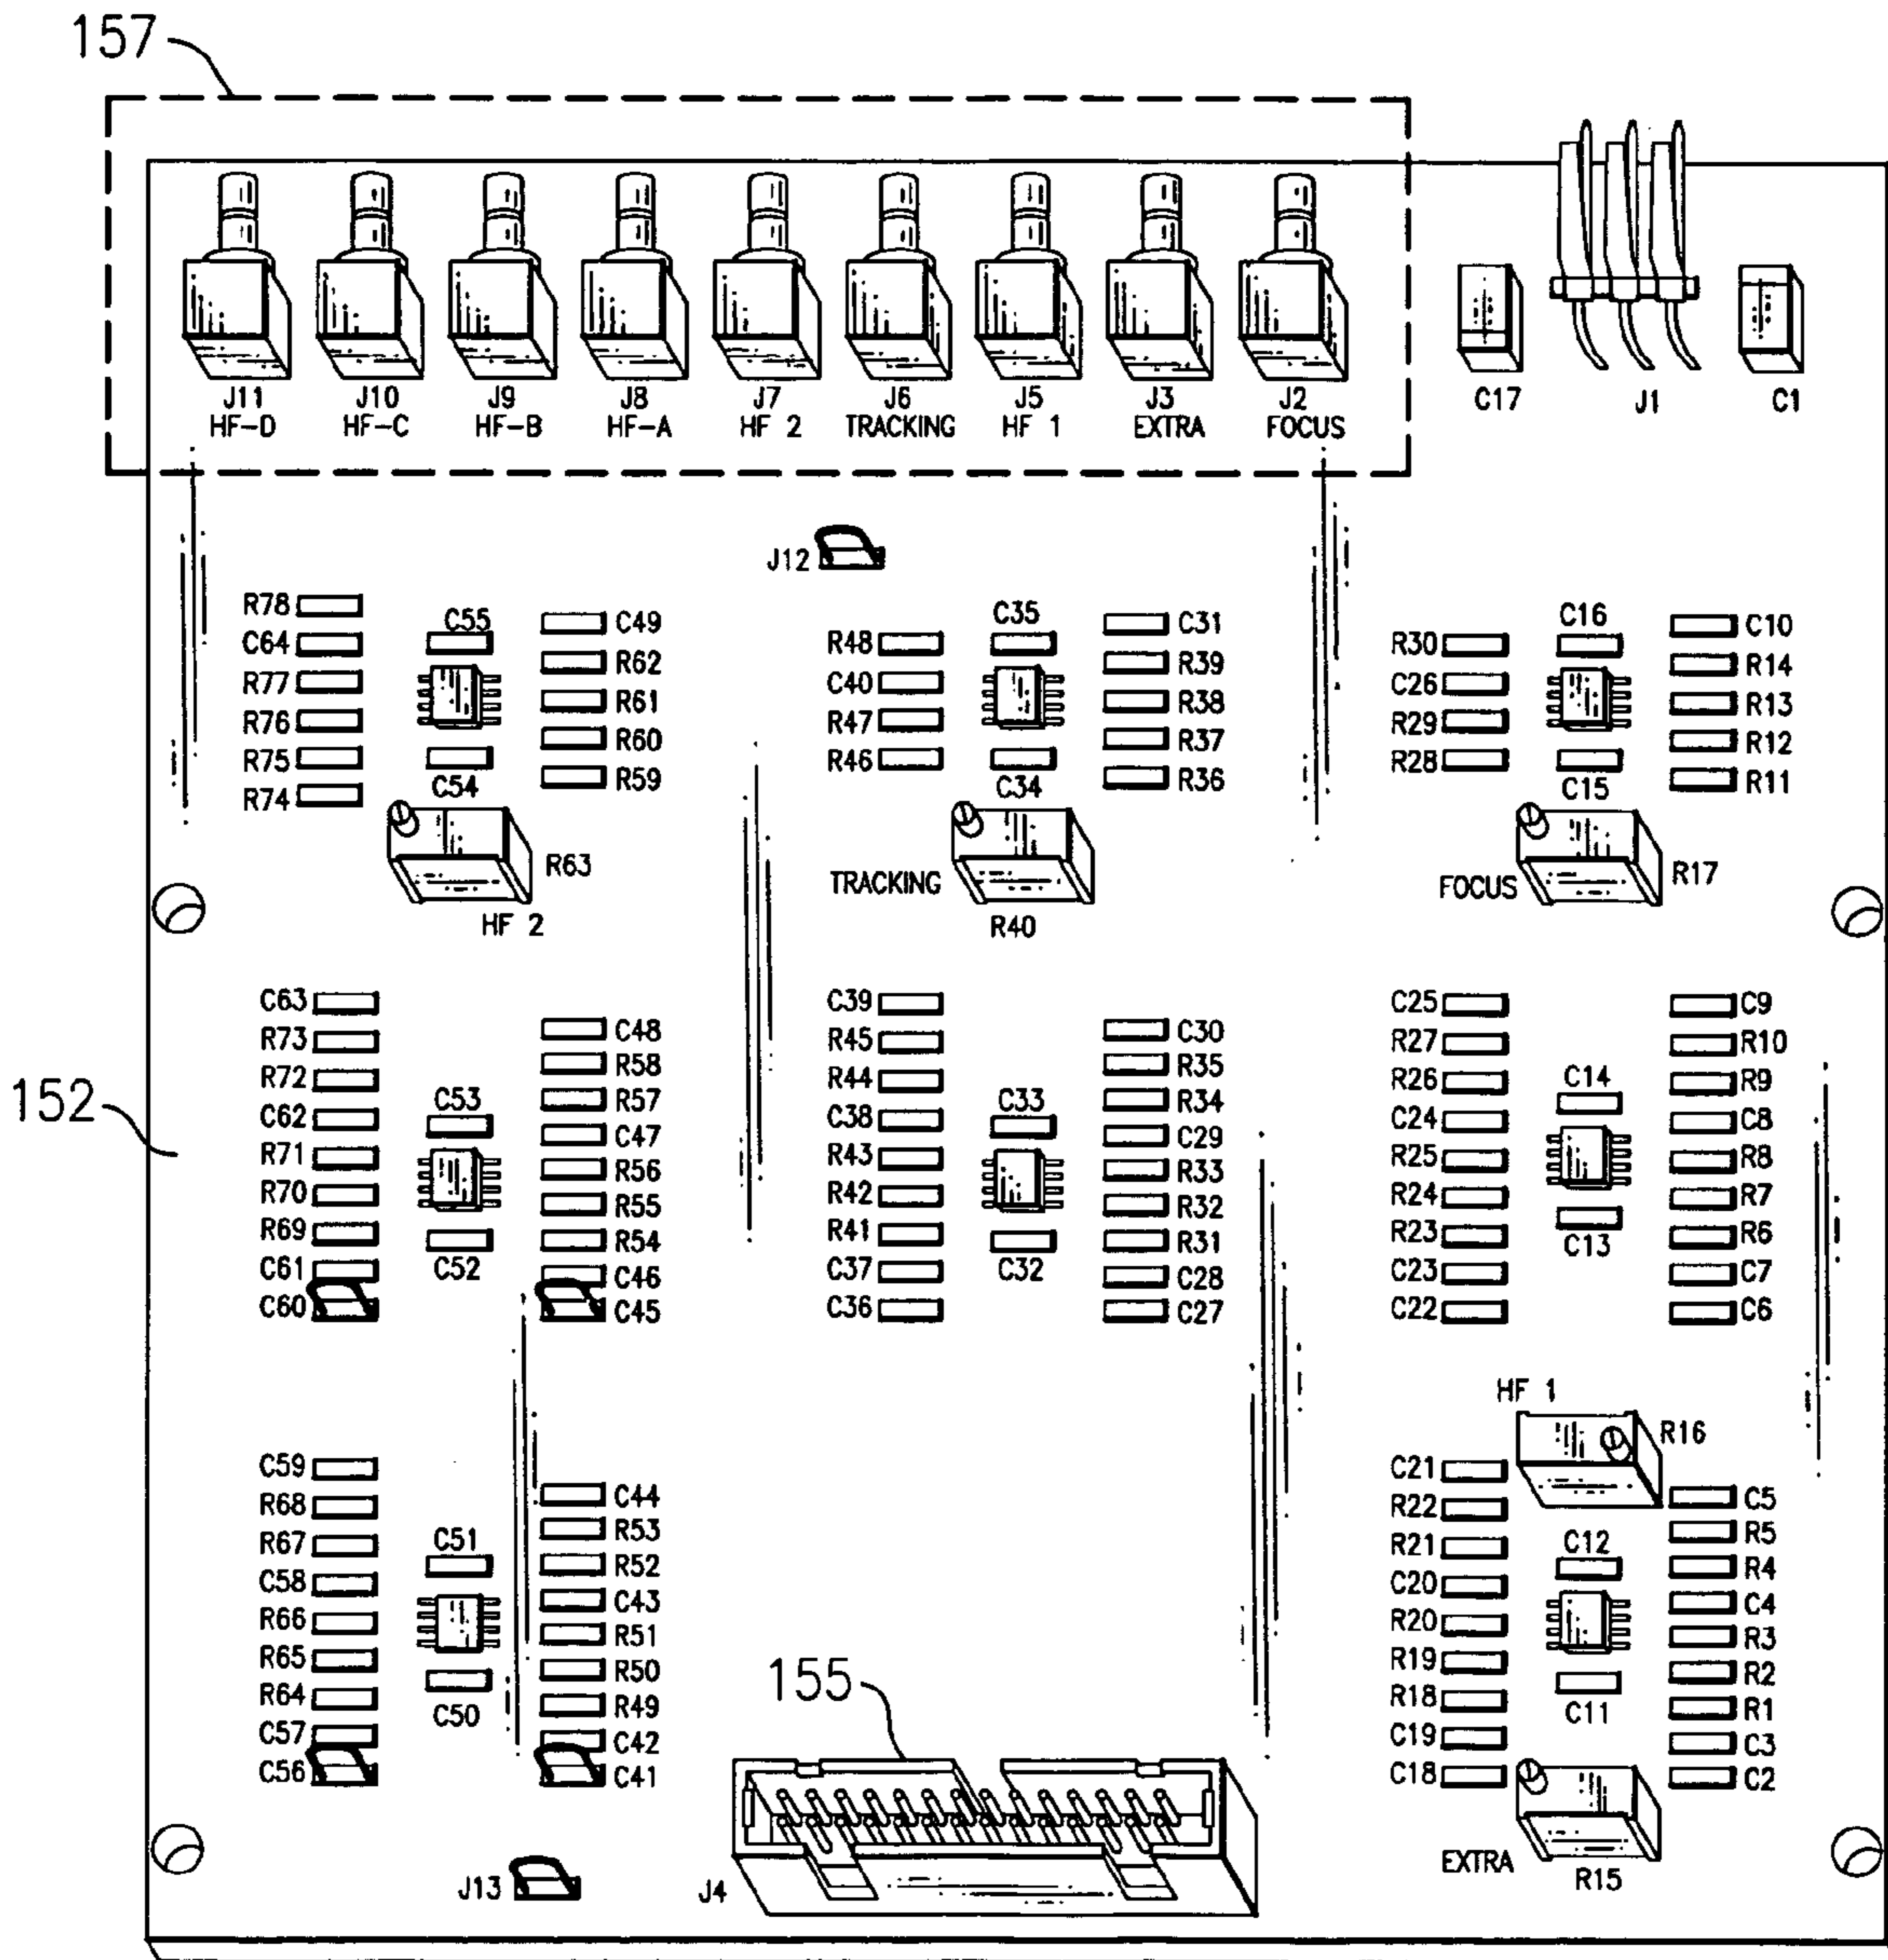 157
J11 J10 J9 J8 J7 J6 J5 J3 J2 C17 J1 C1
HF-D HF-C HF-B HF-A HF 2 TRACKING HF 1 EXTRA FOCUS
J12
R78
C64
R77
R76
R75
R74
C55
C54
C49
R62
R61
R60
R59
R63
HF 2
R48
C40
R47
R46
C35
C34
C31
R39
R38
R37
R36
TRACKING
R40
R30
C26
R29
R28
C16
C15
C10
R14
R13
R12
R11
FOCUS
R17
152
C63
R73
R72
C62
R71
R70
R69
C61
C60
C53
C52
C48
R58
R57
C47
R56
R55
R54
C46
C45
C39
R45
R44
C38
R43
R42
R41
C37
C36
C33
C32
C30
R35
R34
C29
R33
R32
R31
C28
C27
C25
R27
R26
C24
R25
R24
R23
C23
C22
C14
C13
C9
R10
R9
C8
R8
R7
R6
C7
C6
C59
R68
R67
C58
R66
R65
R64
C57
C56
C51
C50
C44
R53
R52
C43
R51
R50
R49
C42
C41
HF 1
R16
C21
R22
R21
C20
R20
R19
R18
C19
C18
C12
C11
C5
R5
R4
C4
R3
R2
R1
C3
C2
155
J13
J4
EXTRA
R15